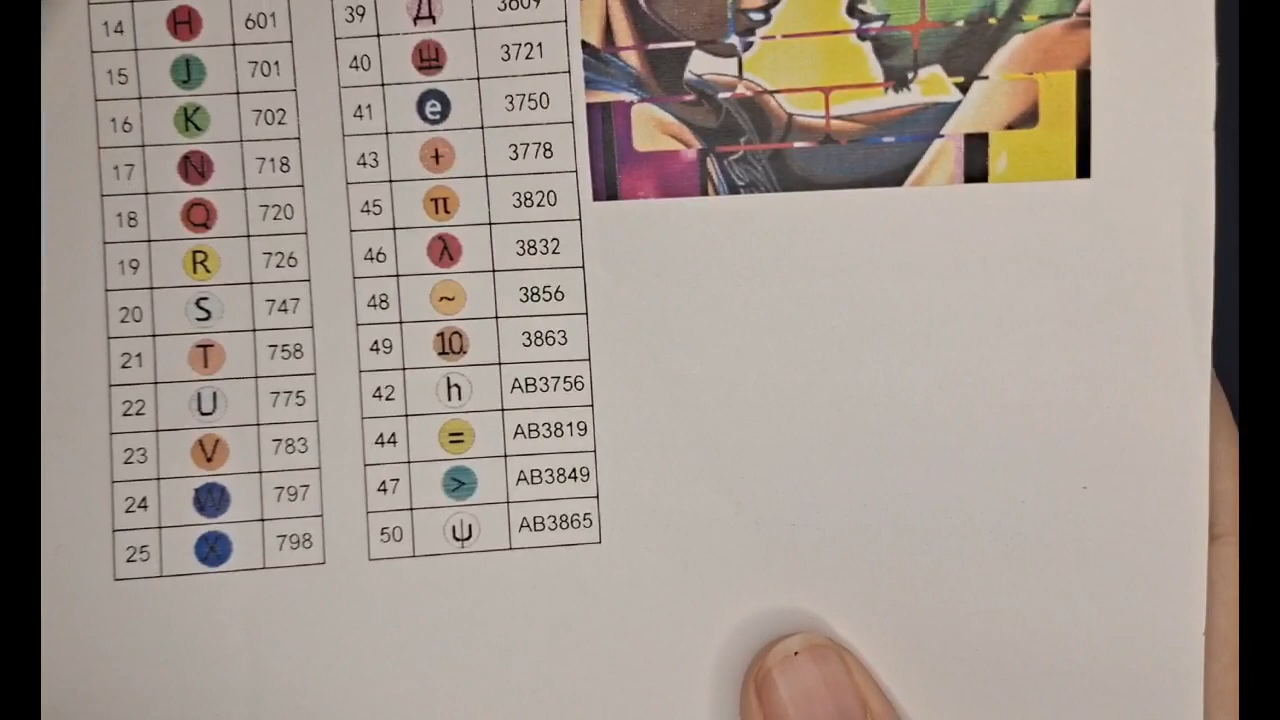 14 H 601
15 J 701
16 K 702
17 N 718
18 Q 720
19 R 726
20 S 747
21 T 758
22 U 775
23 V 783
24 W 797
25 X 798
39 Д 3609
40 Ш 3721
41 e 3750
43 + 3778
45 π 3820
46 λ 3832
48 ~ 3856
49 10. 3863
42 h AB3756
44 = AB3819
47 > AB3849
50 ψ AB3865